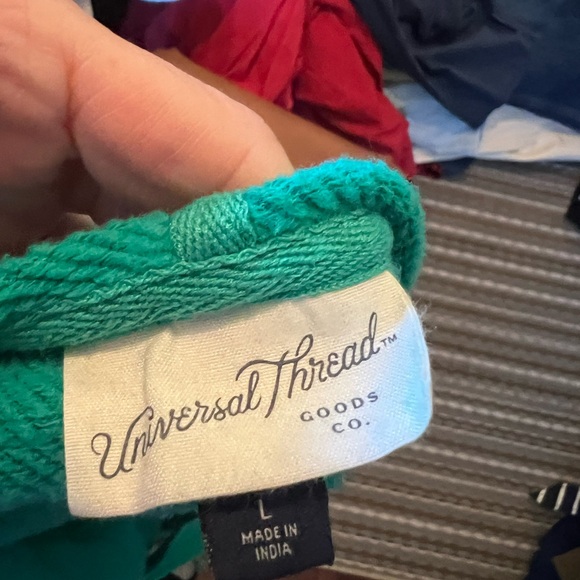 Universal Thread™
GOODS
CO.
L
MADE IN
INDIA